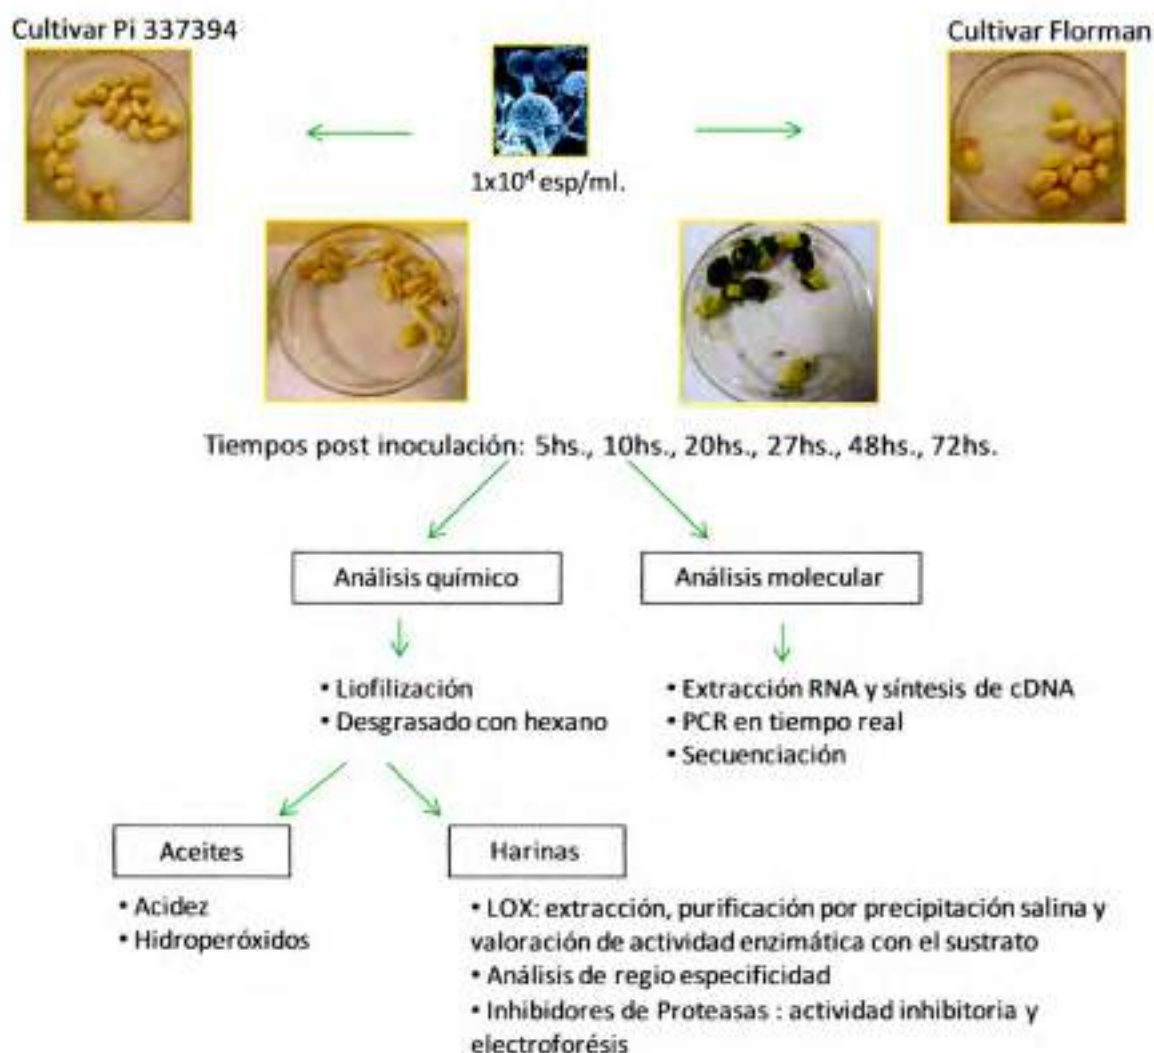 Cultivar Pi 337394
Cultivar Florman
1x10⁴ esp/ml.
Tiempos post inoculación: 5hs., 10hs., 20hs., 27hs., 48hs., 72hs.
Análisis químico
Análisis molecular
• Liofilización
• Desgrasado con hexano
• Extracción RNA y síntesis de cDNA
• PCR en tiempo real
• Secuenciación
Aceites
Harinas
• Acidez
• Hidroperóxidos
• LOX: extracción, purificación por precipitación salina y
valoración de actividad enzimática con el sustrato
• Análisis de regio especificidad
• Inhibidores de Proteasas : actividad inhibitoria y
electroforésis